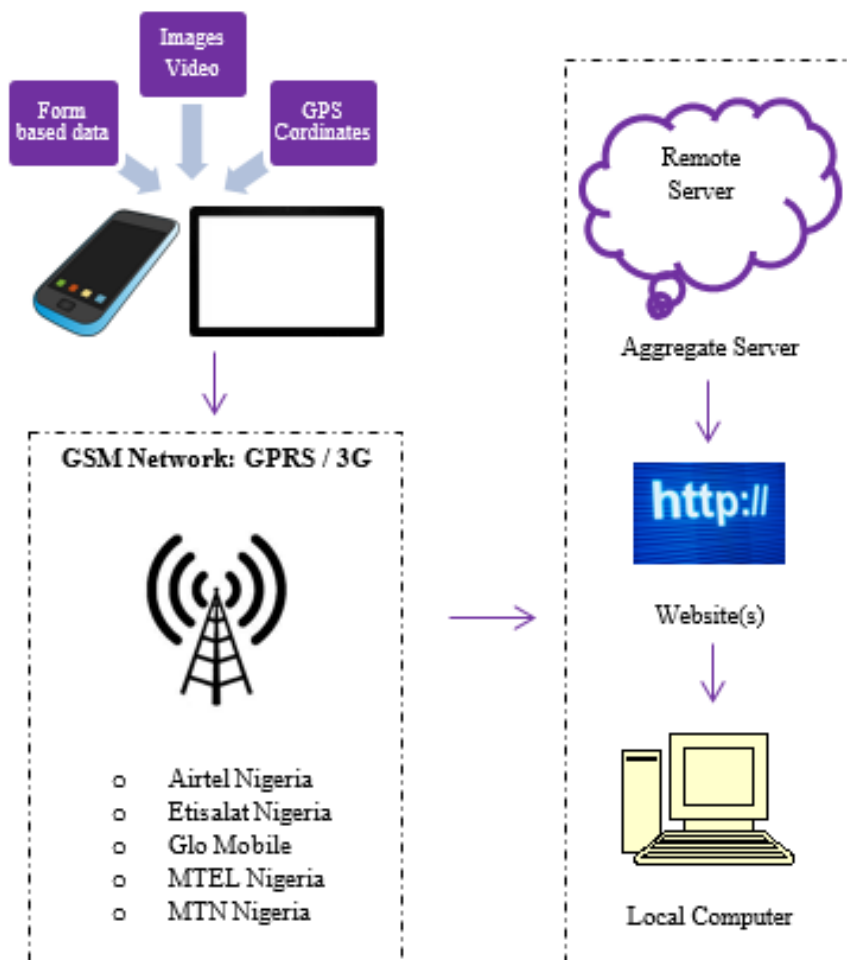 Images
Video
Form
based data
GPS
Cordinates
GSM Network: GPRS / 3G
o Airtel Nigeria
o Etisalat Nigeria
o Glo Mobile
o MTEL Nigeria
o MTN Nigeria
Remote
Server
Aggregate Server
http://
Website(s)
Local Computer